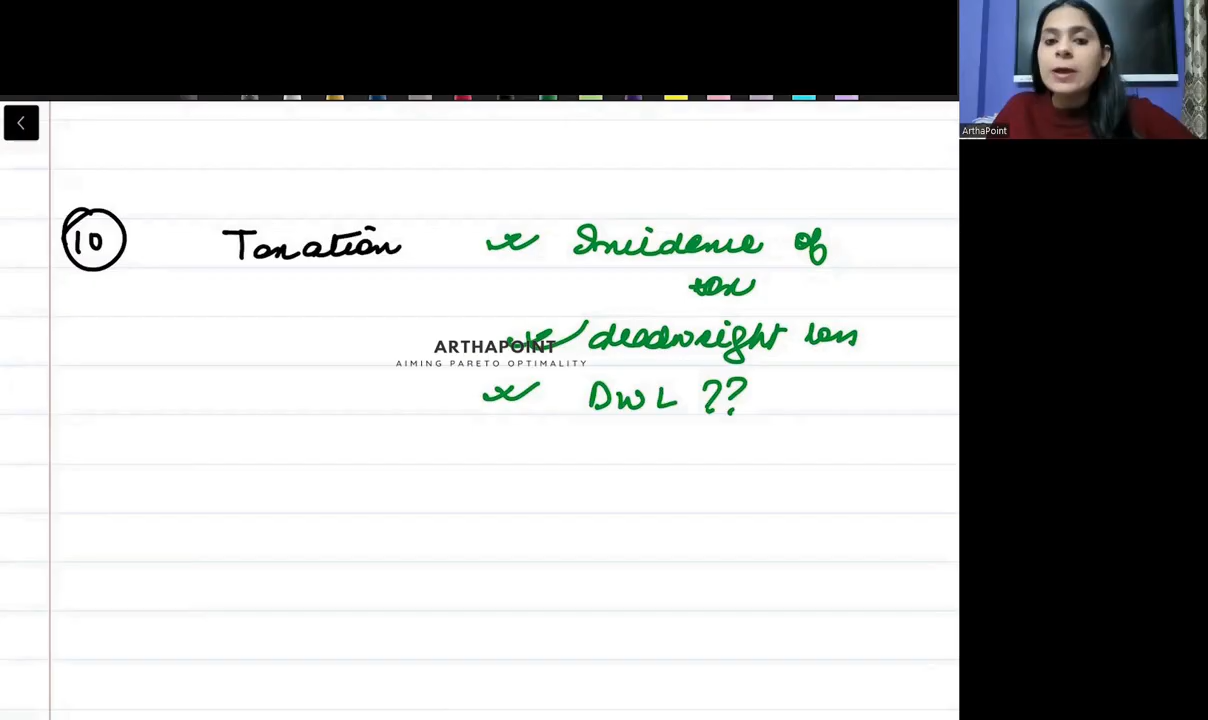 ArthaPoint
10 Taxation * Incidence of
tax
ARTHAPOINT
* deadweight loss
AIMING PARETO OPTIMALITY
* DWL ??